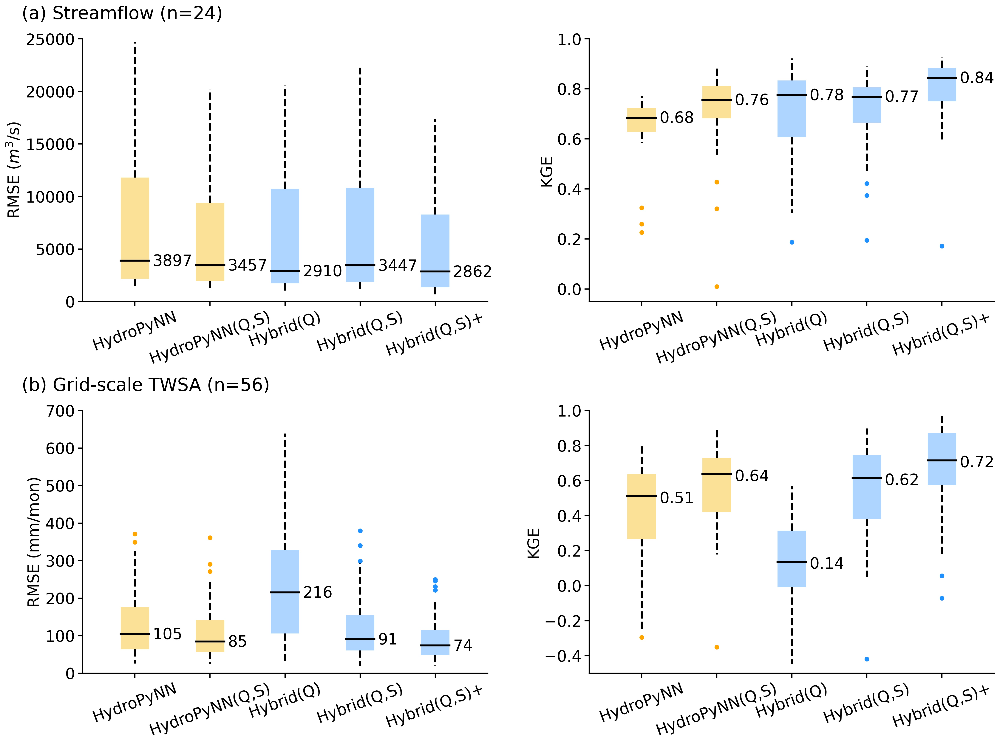 (a) Streamflow (n=24)
25000
20000
15000
10000
5000
0
RMSE (m³/s)
3897
3457
2910
3447
2862
HydroPyNN
HydroPyNN(Q,S)
Hybrid(Q)
Hybrid(Q,S)
Hybrid(Q,S)+
1.0
0.8
0.6
0.4
0.2
0.0
KGE
0.68
0.76
0.78
0.77
0.84
HydroPyNN
HydroPyNN(Q,S)
Hybrid(Q)
Hybrid(Q,S)
Hybrid(Q,S)+
(b) Grid-scale TWSA (n=56)
700
600
500
400
300
200
100
0
RMSE (mm/mon)
105
85
216
91
74
HydroPyNN
HydroPyNN(Q,S)
Hybrid(Q)
Hybrid(Q,S)
Hybrid(Q,S)+
1.0
0.8
0.6
0.4
0.2
0.0
−0.2
−0.4
KGE
0.51
0.64
0.14
0.62
0.72
HydroPyNN
HydroPyNN(Q,S)
Hybrid(Q)
Hybrid(Q,S)
Hybrid(Q,S)+